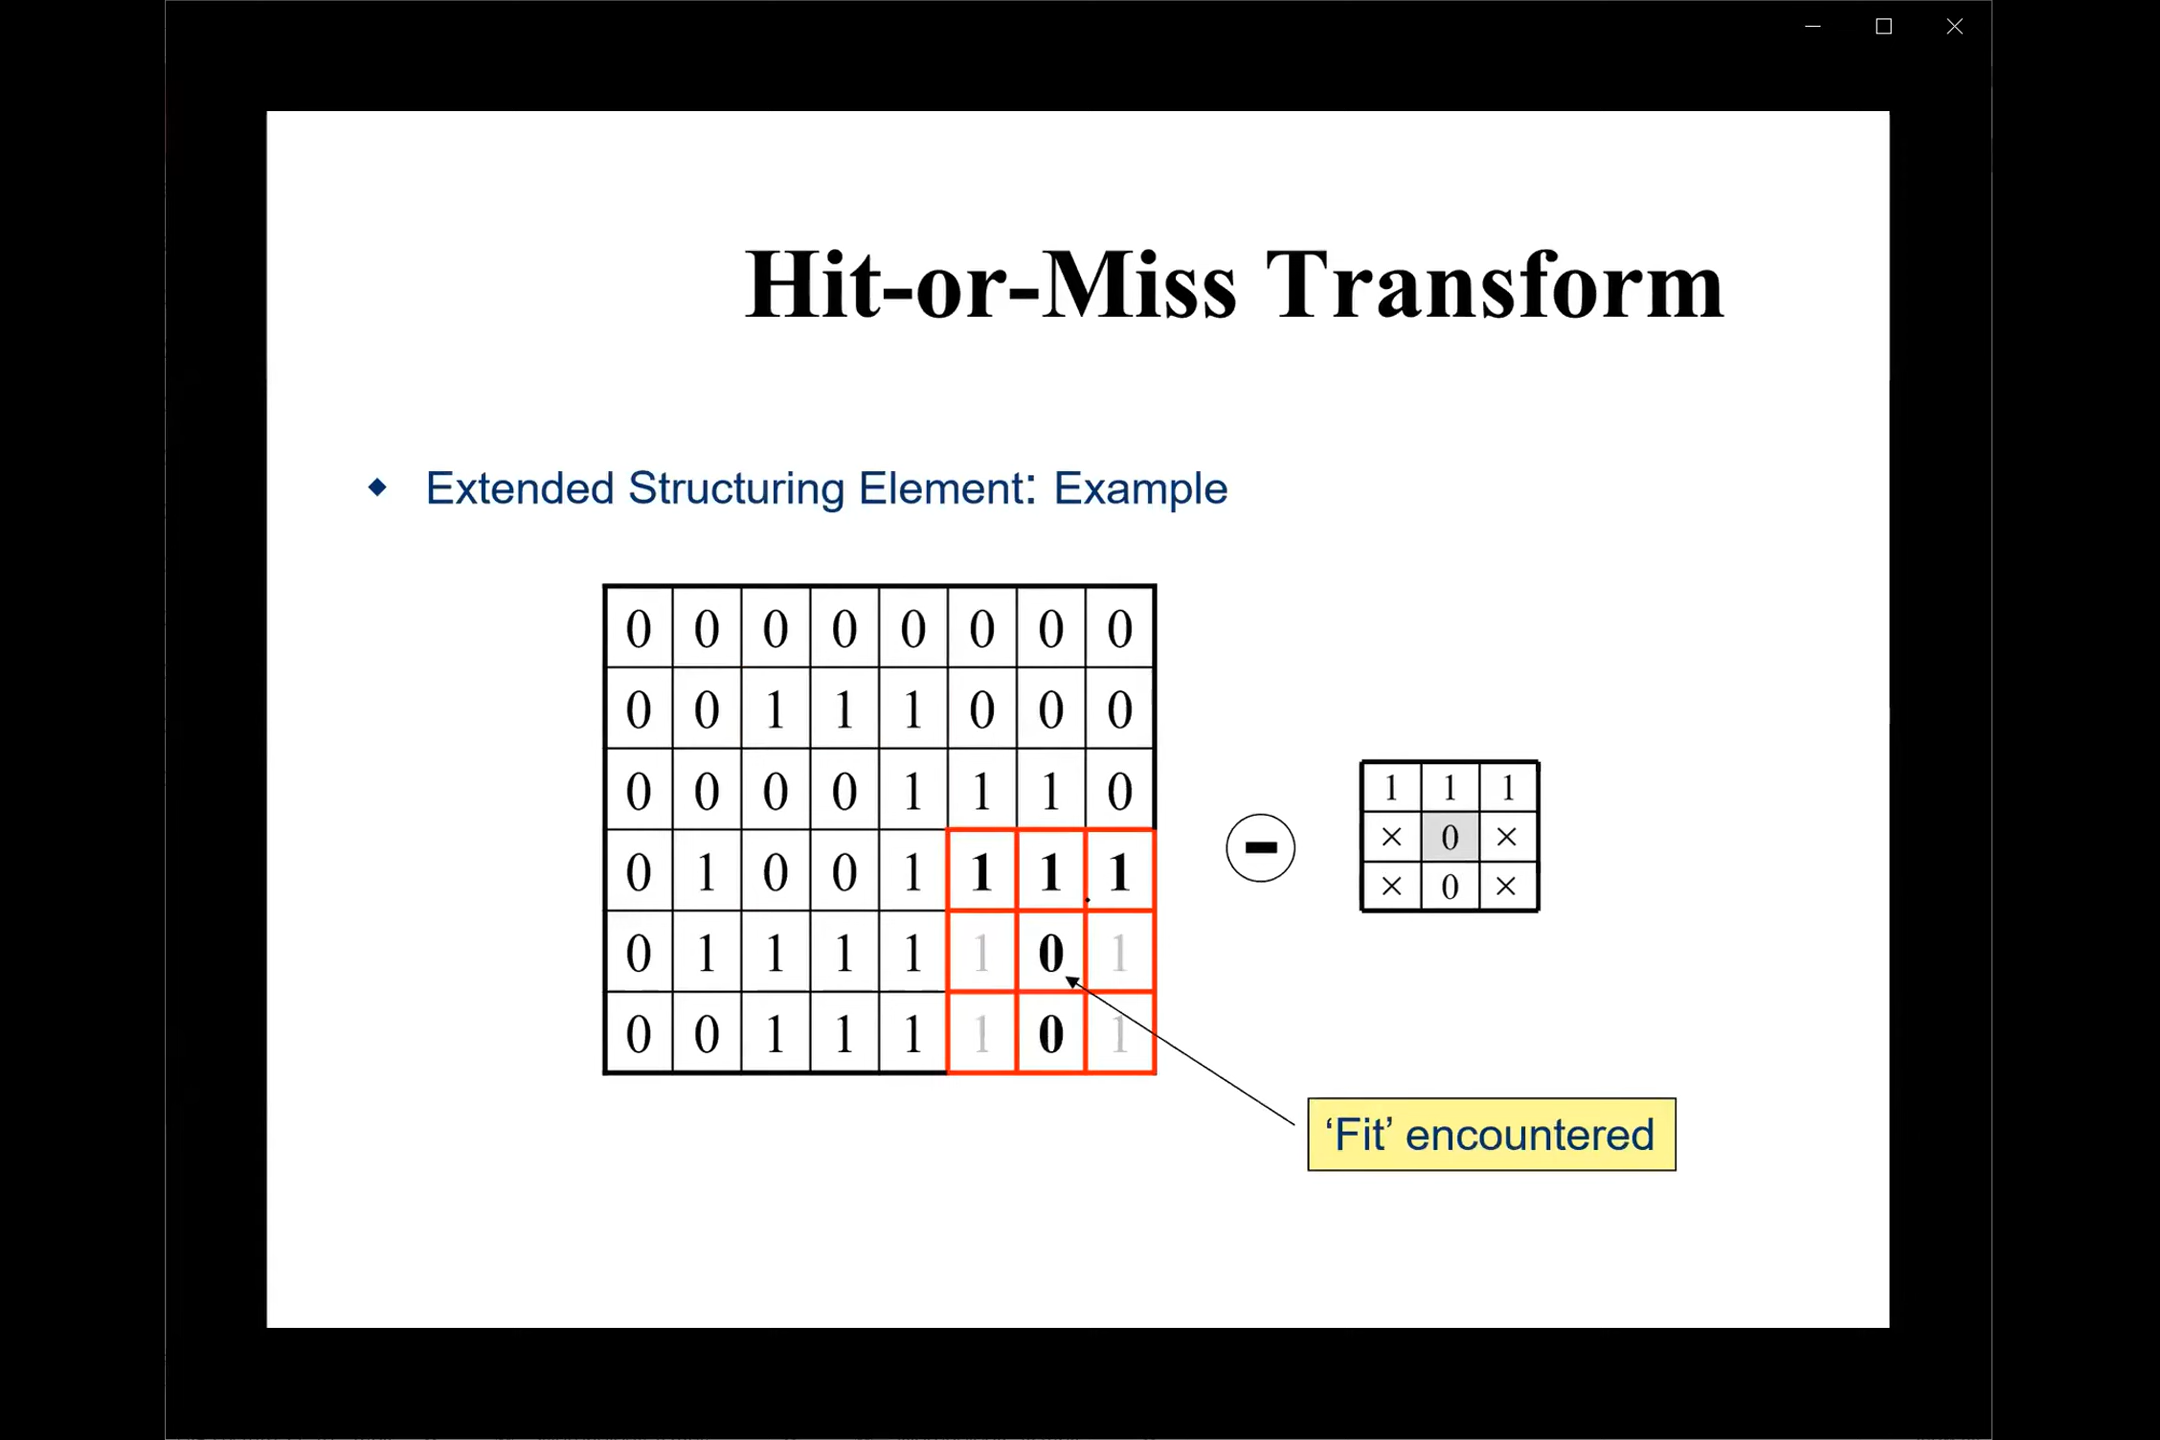 Hit-or-Miss Transform
◆ Extended Structuring Element: Example
0 0 0 0 0 0 0 0
0 0 1 1 1 0 0 0
0 0 0 0 1 1 1 0
0 1 0 0 1 1 1 1
0 1 1 1 1 1 0 1
0 0 1 1 1 1 0 1
−
1 1 1
× 0 ×
× 0 ×
‘Fit’ encountered